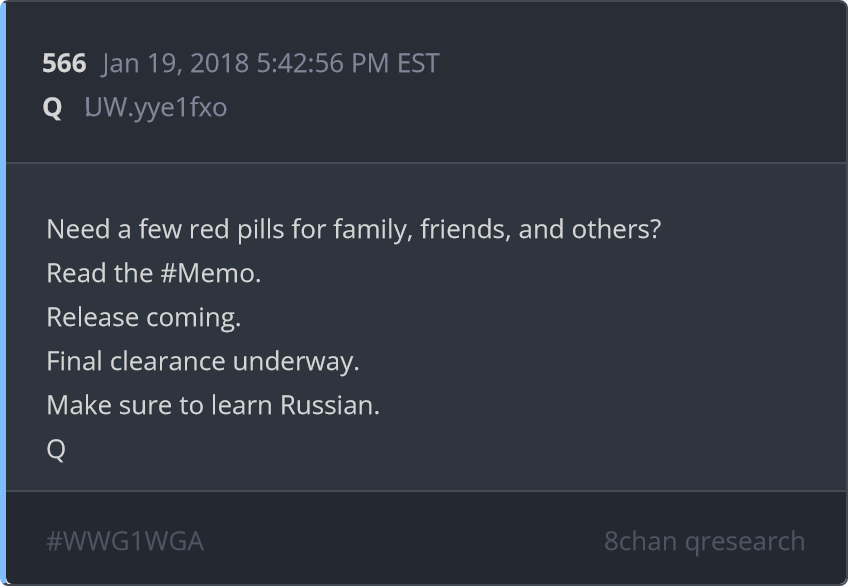 566 Jan 19, 2018 5:42:56 PM EST
Q UW.yye1fxo
Need a few red pills for family, friends, and others?
Read the #Memo.
Release coming.
Final clearance underway.
Make sure to learn Russian.
Q
#WWG1WGA 8chan qresearch